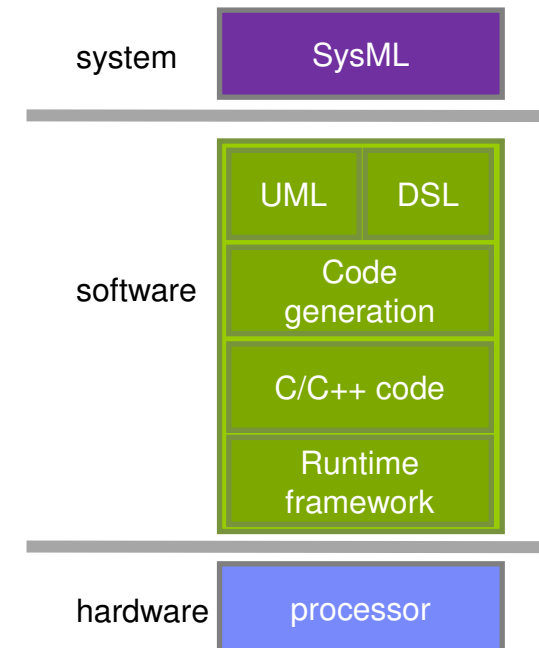 system
SysML
UML
DSL
software
Code
generation
C/C++ code
Runtime
framework
hardware
processor